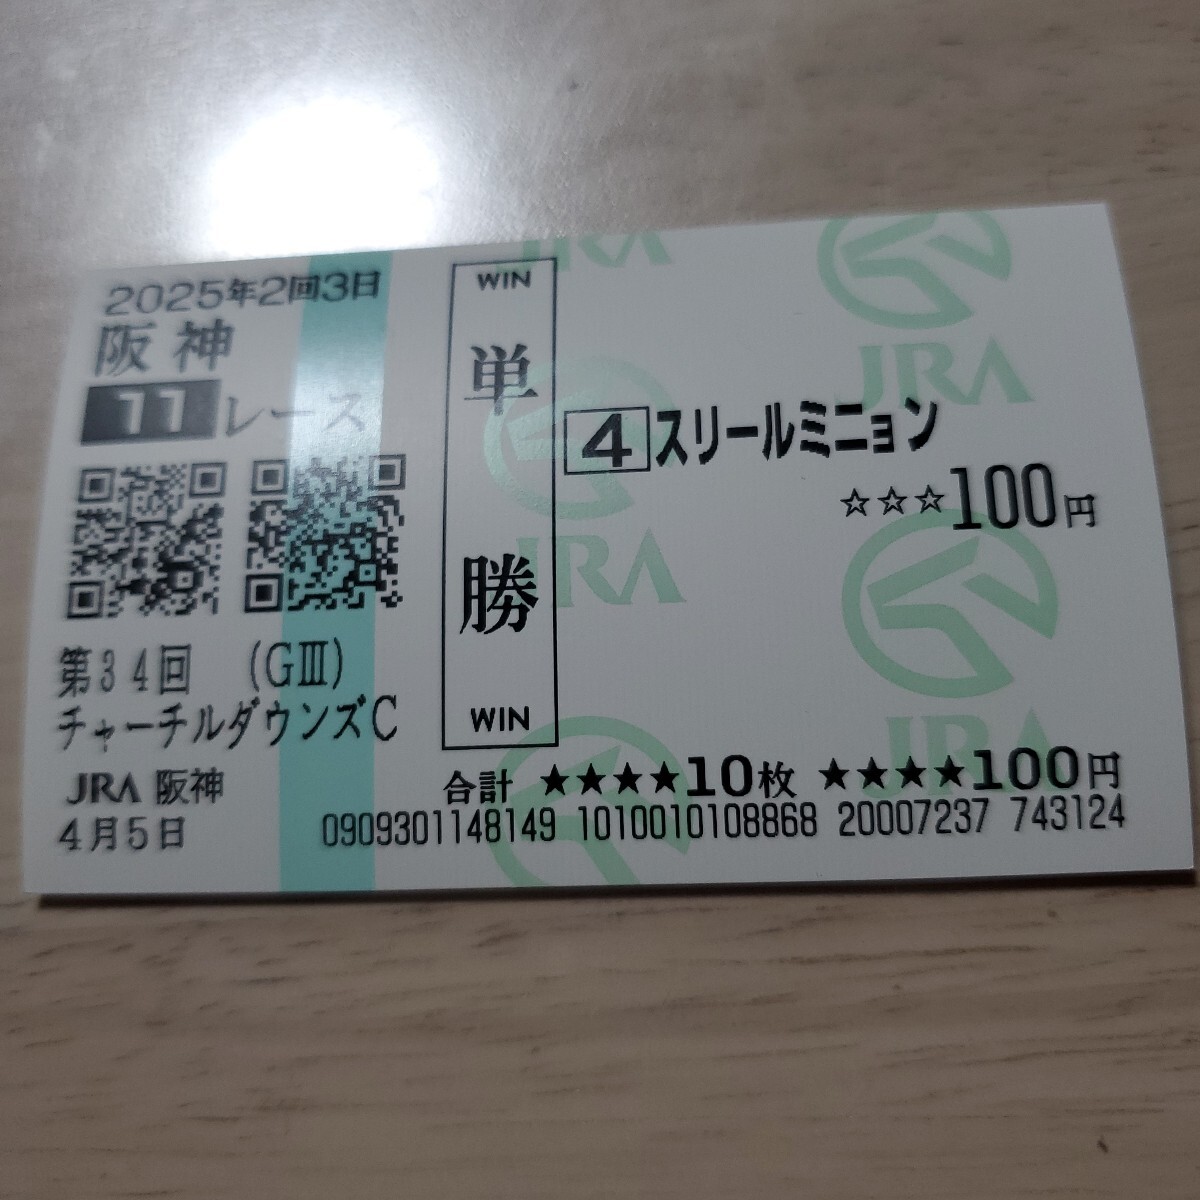 2025年2回3日
阪神
11レース
第34回 (GⅢ)
チャーチルダウンズC
JRA 阪神
4月5日
WIN
単勝
WIN
4 スリールミニョン
☆☆☆100円
合計 ★★★★10枚 ★★★★100円
0909301148149 1010010108868 20007237 743124
JRA
JRA
JRA
JRA